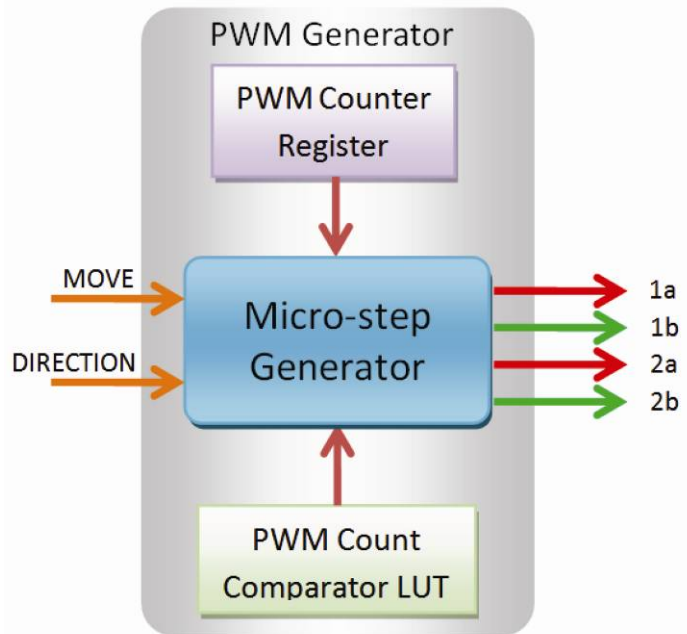 PWM Generator
PWM Counter
Register
MOVE
DIRECTION
Micro-step
Generator
1a
1b
2a
2b
PWM Count
Comparator LUT